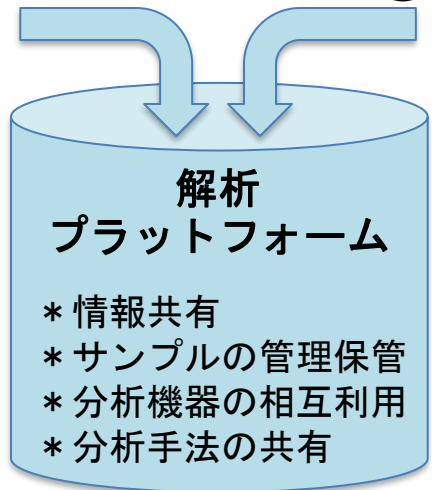 解析
プラットフォーム
＊情報共有
＊サンプルの管理保管
＊分析機器の相互利用
＊分析手法の共有